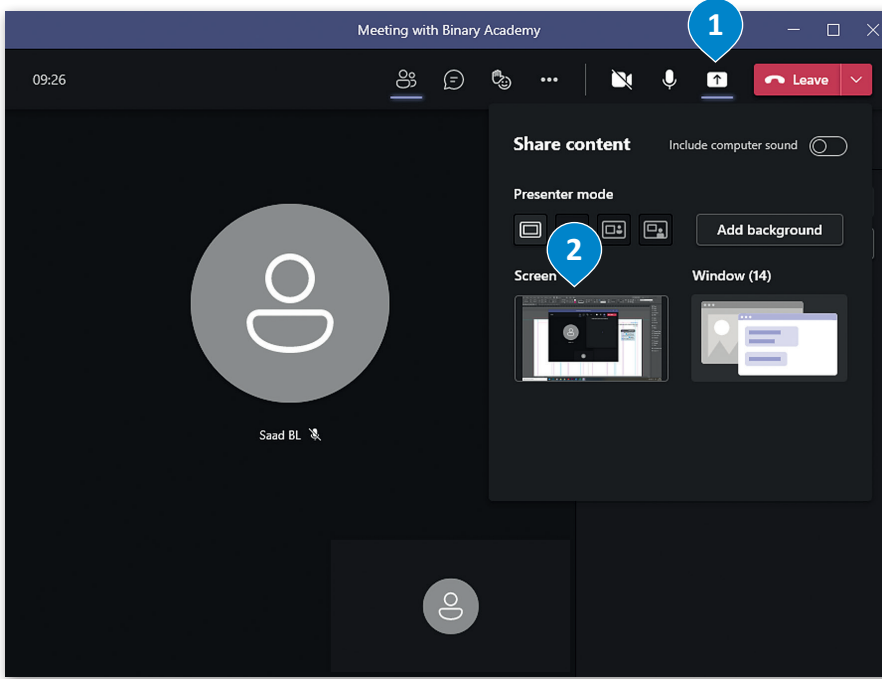 Meeting with Binary Academy
1
09:26
Leave
Share content
Include computer sound
Presenter mode
Add background
2
Screen
Window (14)
Saad BL